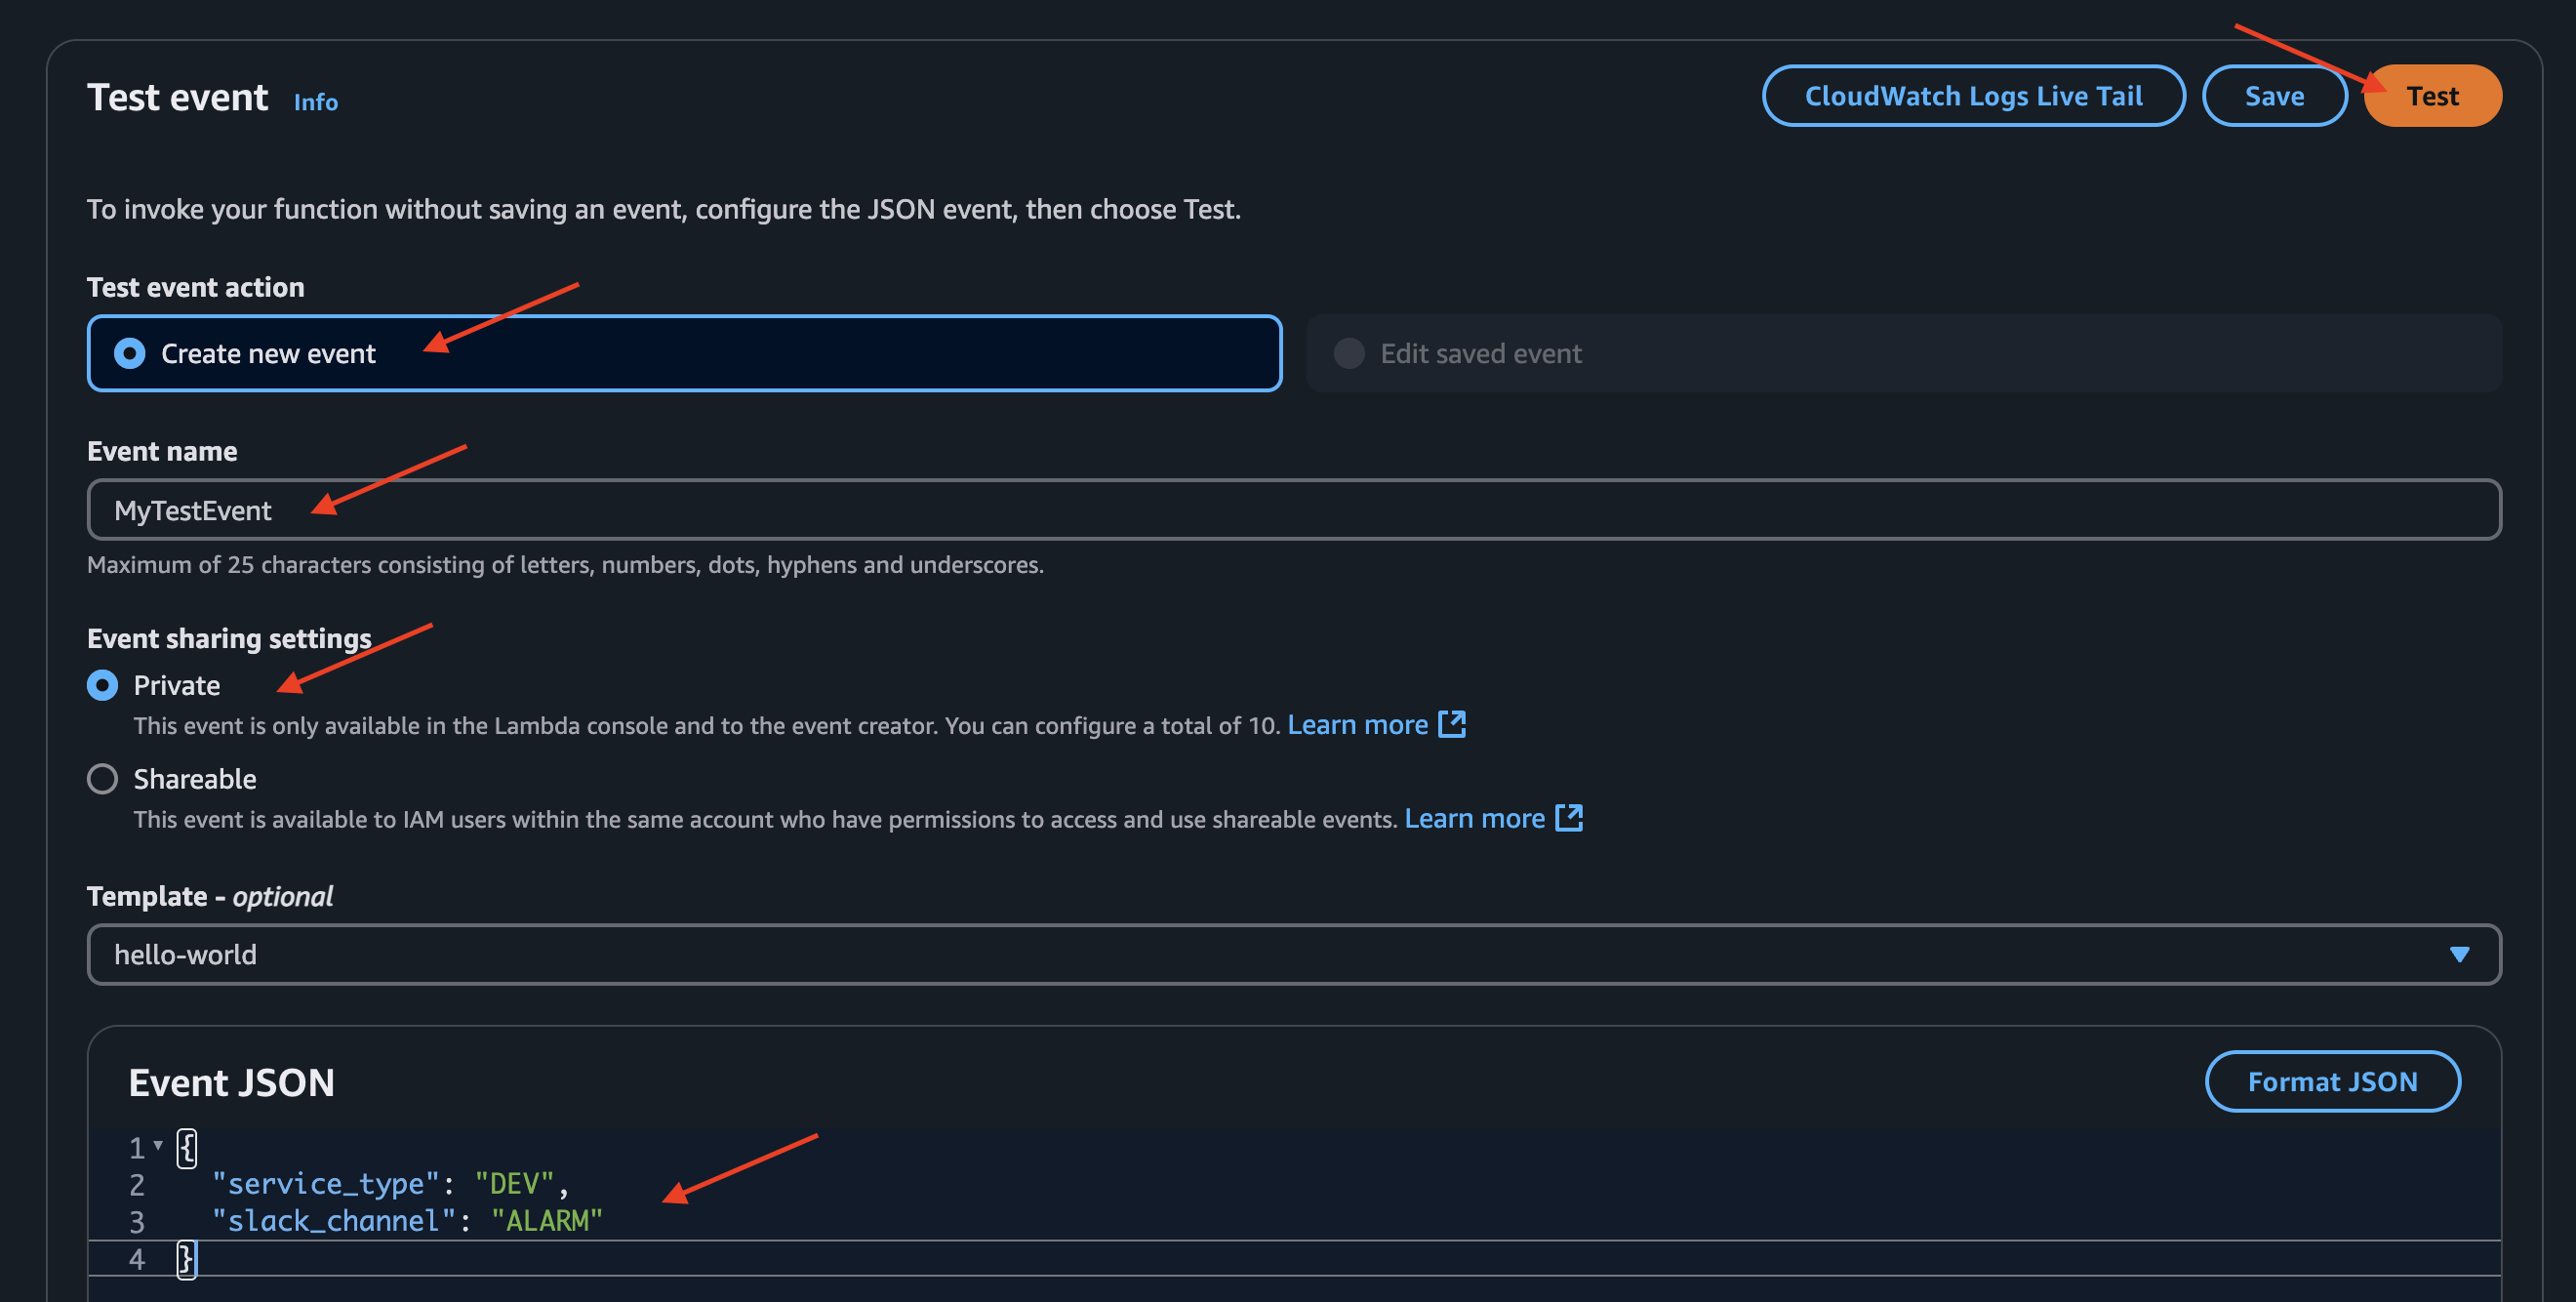 Test event Info CloudWatch Logs Live Tail Save Test
To invoke your function without saving an event, configure the JSON event, then choose Test.
Test event action
Create new event Edit saved event
Event name
MyTestEvent
Maximum of 25 characters consisting of letters, numbers, dots, hyphens and underscores.
Event sharing settings
Private
This event is only available in the Lambda console and to the event creator. You can configure a total of 10. Learn more
Shareable
This event is available to IAM users within the same account who have permissions to access and use shareable events. Learn more
Template - optional
hello-world
Event JSON Format JSON
1 {
2 "service_type": "DEV",
3 "slack_channel": "ALARM"
4 }